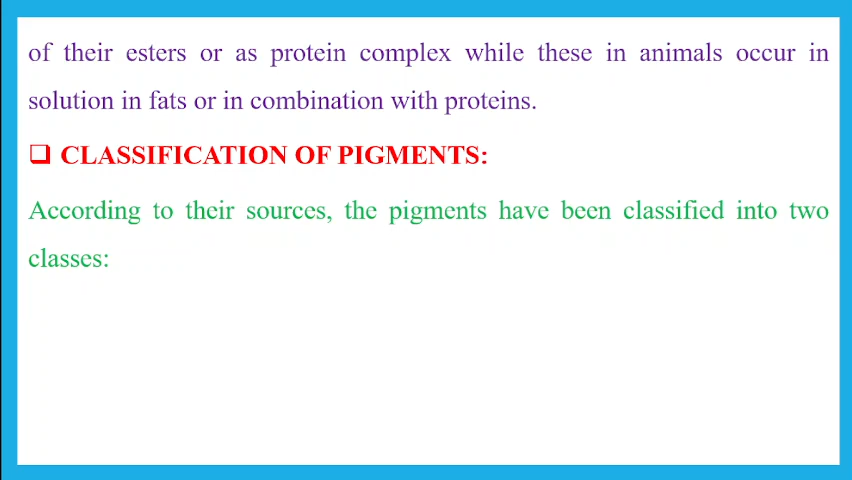 of their esters or as protein complex while these in animals occur in
solution in fats or in combination with proteins.
❑ CLASSIFICATION OF PIGMENTS:
According to their sources, the pigments have been classified into two
classes: